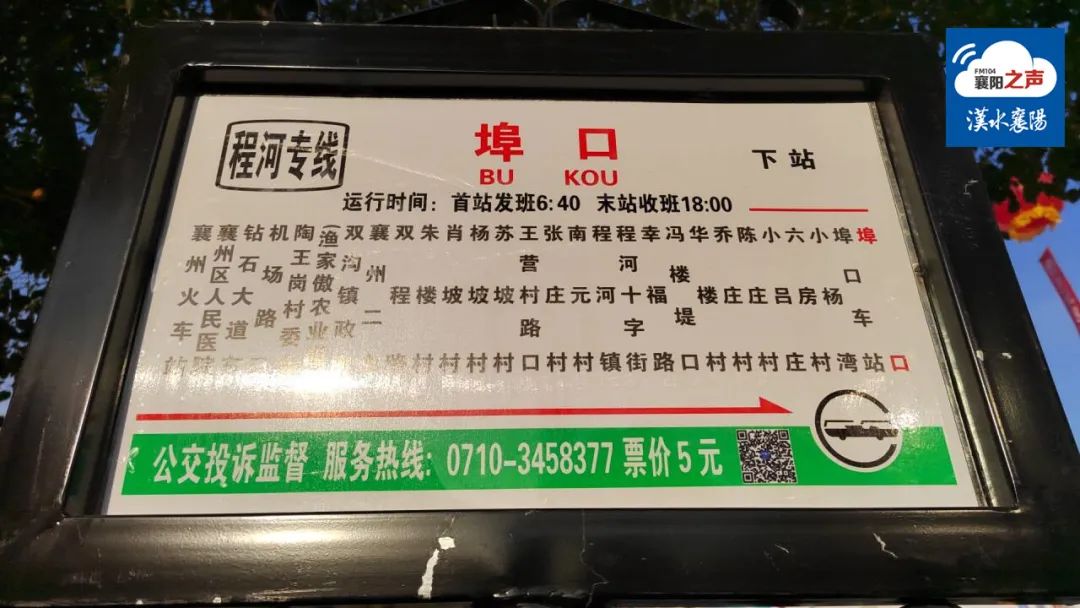 FM104
襄阳之声
漢水襄陽
程河专线
埠口
下站
BU KOU
运行时间：首站发班6:40 末站收班18:00
襄州火车站
襄州区人民医院
钻石大道
机场路
陶王岗村委
(渔家傲农业
双沟镇政
襄州二
双程路
朱楼村
肖坡村
杨坡村
苏坡村
王营村路口
张庄村
南元村
程河镇
程河十字街
幸福路
冯楼堤口
华楼村
乔庄村
陈庄村
小吕庄
六房村
小杨湾
埠口车站
埠口
公交投诉监督 服务热线：0710-3458377 票价5元